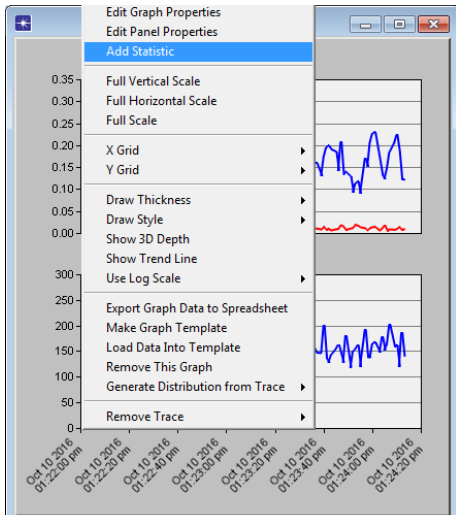 Edit Graph Properties
Edit Panel Properties
Add Statistic
Full Vertical Scale
Full Horizontal Scale
Full Scale
X Grid
Y Grid
Draw Thickness
Draw Style
Show 3D Depth
Show Trend Line
Use Log Scale
Export Graph Data to Spreadsheet
Make Graph Template
Load Data Into Template
Remove This Graph
Generate Distribution from Trace
Remove Trace
0.35
0.30
0.25
0.20
0.15
0.10
0.05
0.00
300
250
200
150
100
50
0
Oct 10 2016
01:22:00 pm
Oct 10 2016
01:22:20 pm
Oct 10 2016
01:22:40 pm
Oct 10 2016
01:23:00 pm
Oct 10 2016
01:23:20 pm
Oct 10 2016
01:23:40 pm
Oct 10 2016
01:24:00 pm
Oct 10 2016
01:24:20 pm